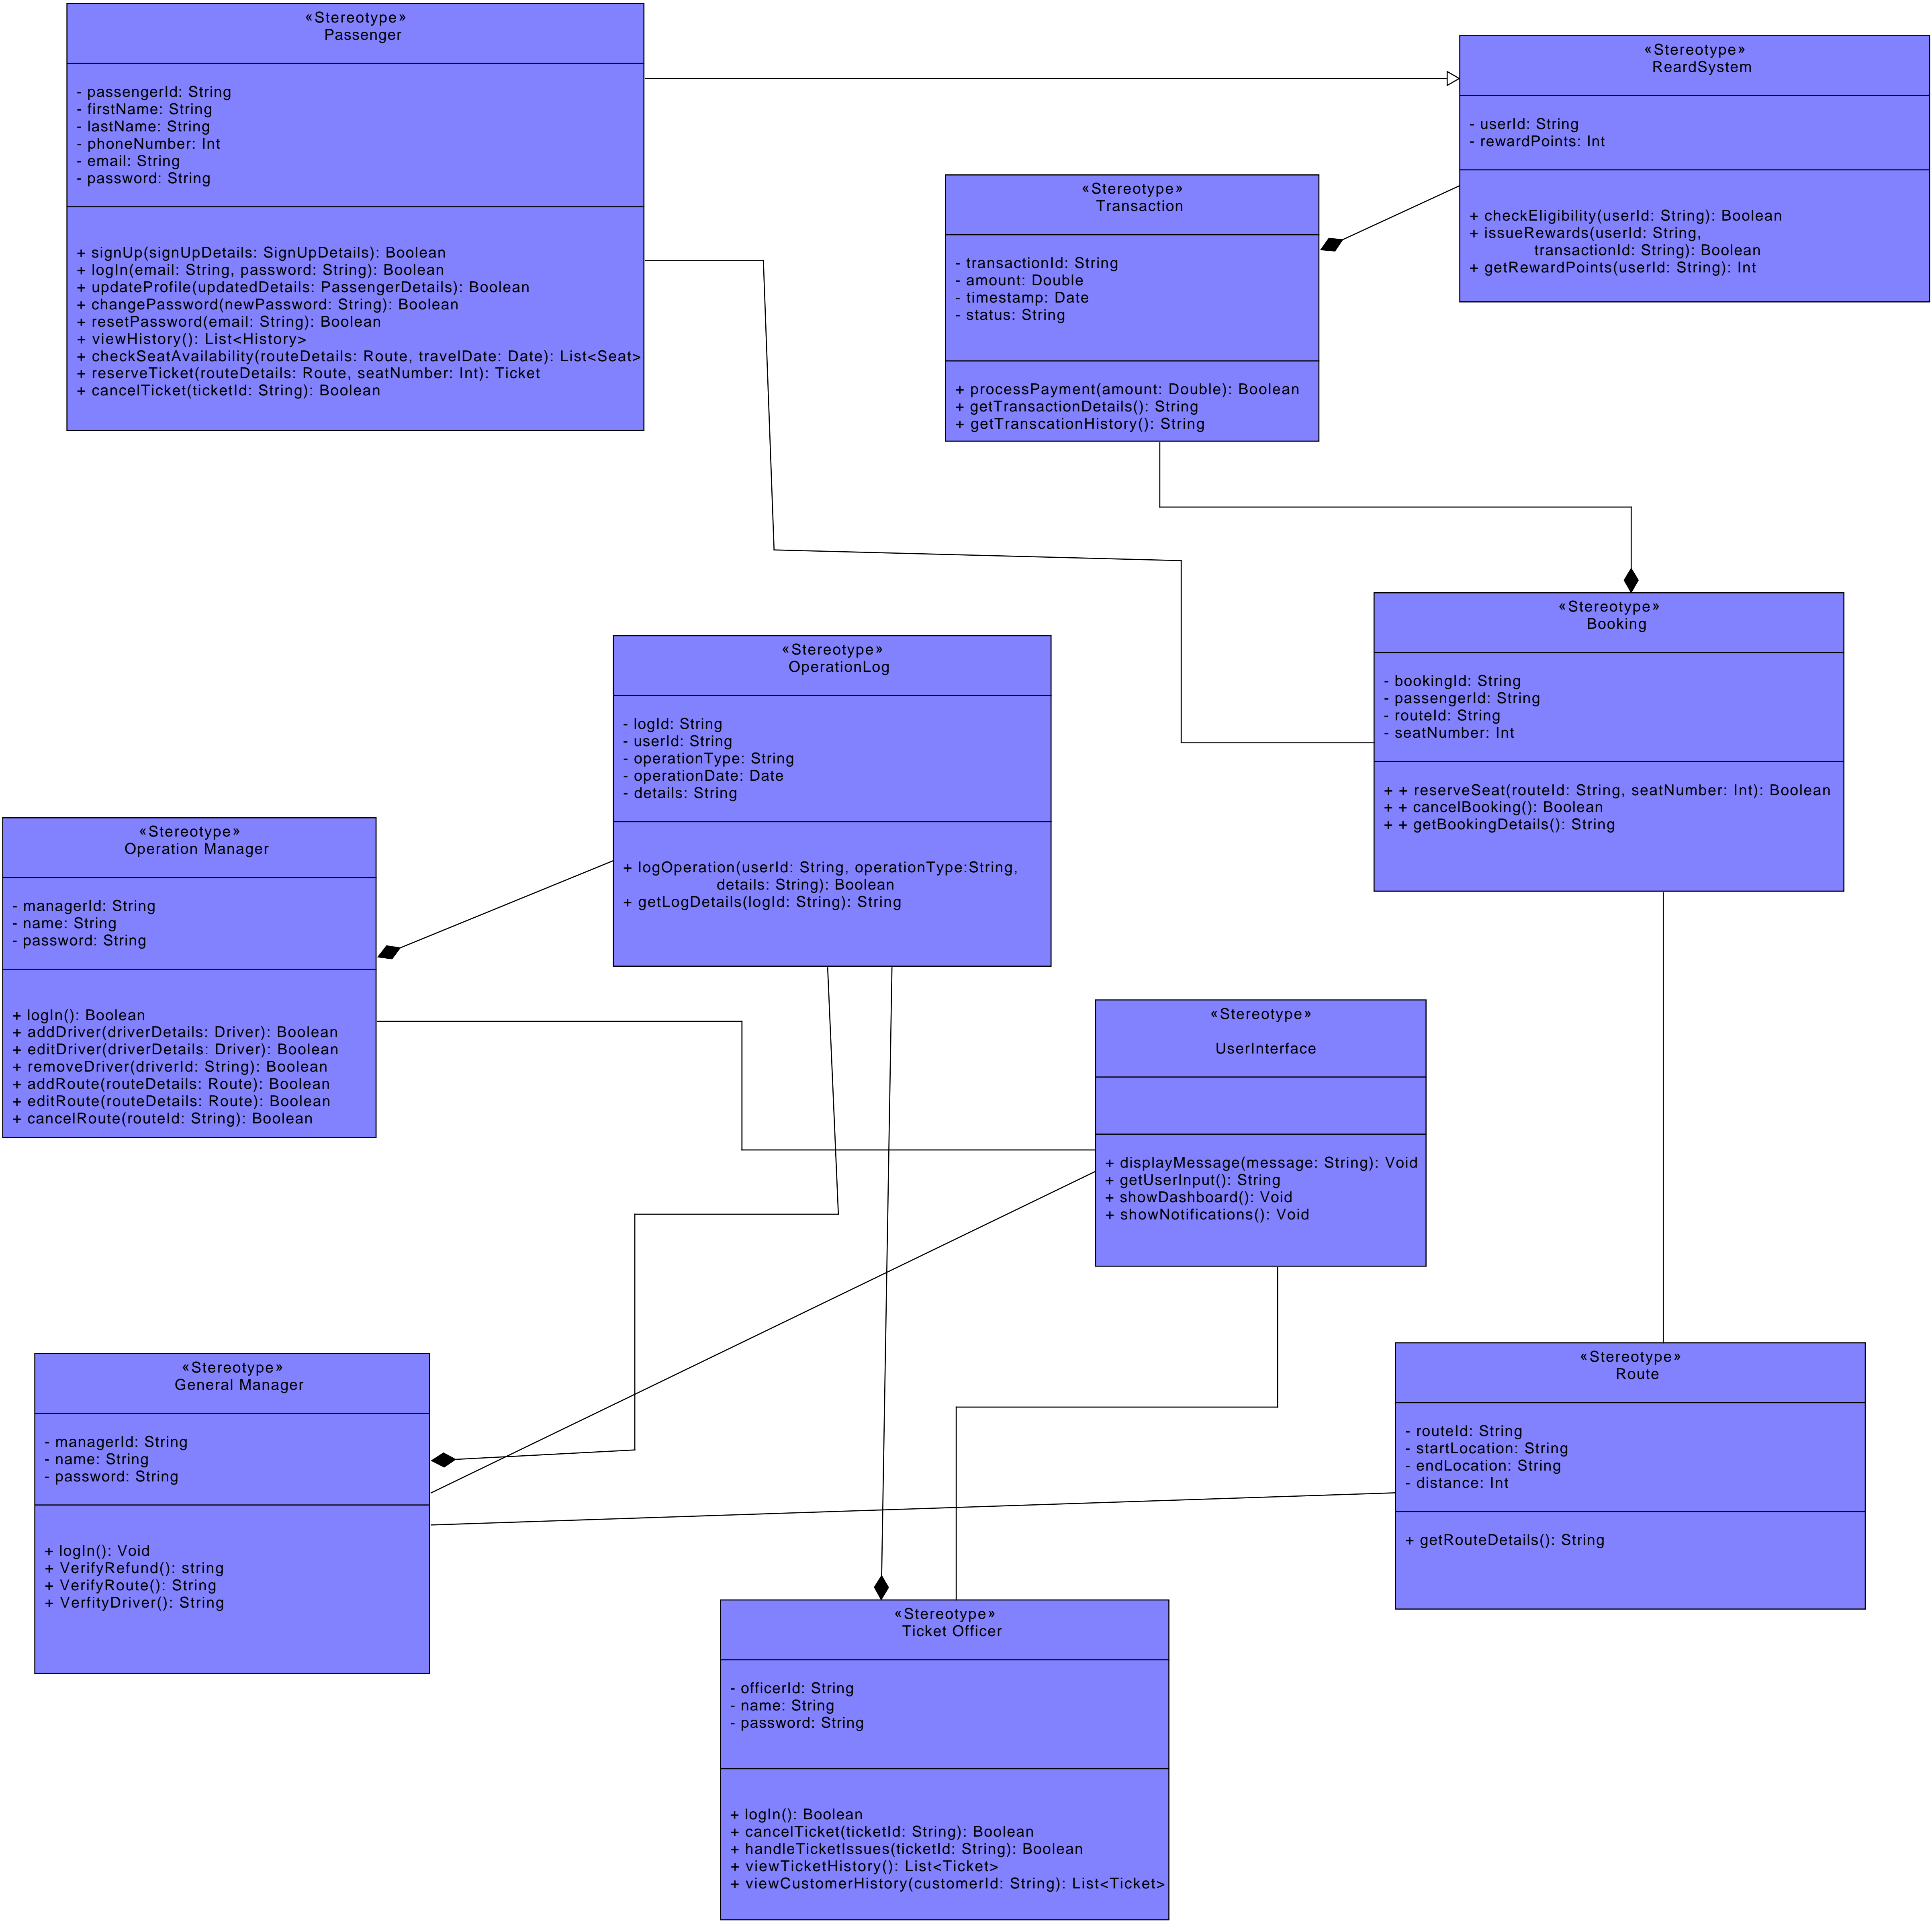 «Stereotype»
Passenger
- passengerId: String
- firstName: String
- lastName: String
- phoneNumber: Int
- email: String
- password: String
+ signUp(signUpDetails: SignUpDetails): Boolean
+ logIn(email: String, password: String): Boolean
+ updateProfile(updatedDetails: PassengerDetails): Boolean
+ changePassword(newPassword: String): Boolean
+ resetPassword(email: String): Boolean
+ viewHistory(): List<History>
+ checkSeatAvailability(routeDetails: Route, travelDate: Date): List<Seat>
+ reserveTicket(routeDetails: Route, seatNumber: Int): Ticket
+ cancelTicket(ticketId: String): Boolean
«Stereotype»
ReardSystem
- userId: String
- rewardPoints: Int
+ checkEligibility(userId: String): Boolean
+ issueRewards(userId: String,
transactionId: String): Boolean
+ getRewardPoints(userId: String): Int
«Stereotype»
Transaction
- transactionId: String
- amount: Double
- timestamp: Date
- status: String
+ processPayment(amount: Double): Boolean
+ getTransactionDetails(): String
+ getTranscationHistory(): String
«Stereotype»
Booking
- bookingId: String
- passengerId: String
- routeId: String
- seatNumber: Int
+ + reserveSeat(routeId: String, seatNumber: Int): Boolean
+ + cancelBooking(): Boolean
+ + getBookingDetails(): String
«Stereotype»
OperationLog
- logId: String
- userId: String
- operationType: String
- operationDate: Date
- details: String
+ logOperation(userId: String, operationType:String,
details: String): Boolean
+ getLogDetails(logId: String): String
«Stereotype»
Operation Manager
- managerId: String
- name: String
- password: String
+ logIn(): Boolean
+ addDriver(driverDetails: Driver): Boolean
+ editDriver(driverDetails: Driver): Boolean
+ removeDriver(driverId: String): Boolean
+ addRoute(routeDetails: Route): Boolean
+ editRoute(routeDetails: Route): Boolean
+ cancelRoute(routeId: String): Boolean
«Stereotype»
UserInterface
+ displayMessage(message: String): Void
+ getUserInput(): String
+ showDashboard(): Void
+ showNotifications(): Void
«Stereotype»
General Manager
- managerId: String
- name: String
- password: String
+ logIn(): Void
+ VerifyRefund(): string
+ VerifyRoute(): String
+ VerfityDriver(): String
«Stereotype»
Route
- routeId: String
- startLocation: String
- endLocation: String
- distance: Int
+ getRouteDetails(): String
«Stereotype»
Ticket Officer
- officerId: String
- name: String
- password: String
+ logIn(): Boolean
+ cancelTicket(ticketId: String): Boolean
+ handleTicketIssues(ticketId: String): Boolean
+ viewTicketHistory(): List<Ticket>
+ viewCustomerHistory(customerId: String): List<Ticket>